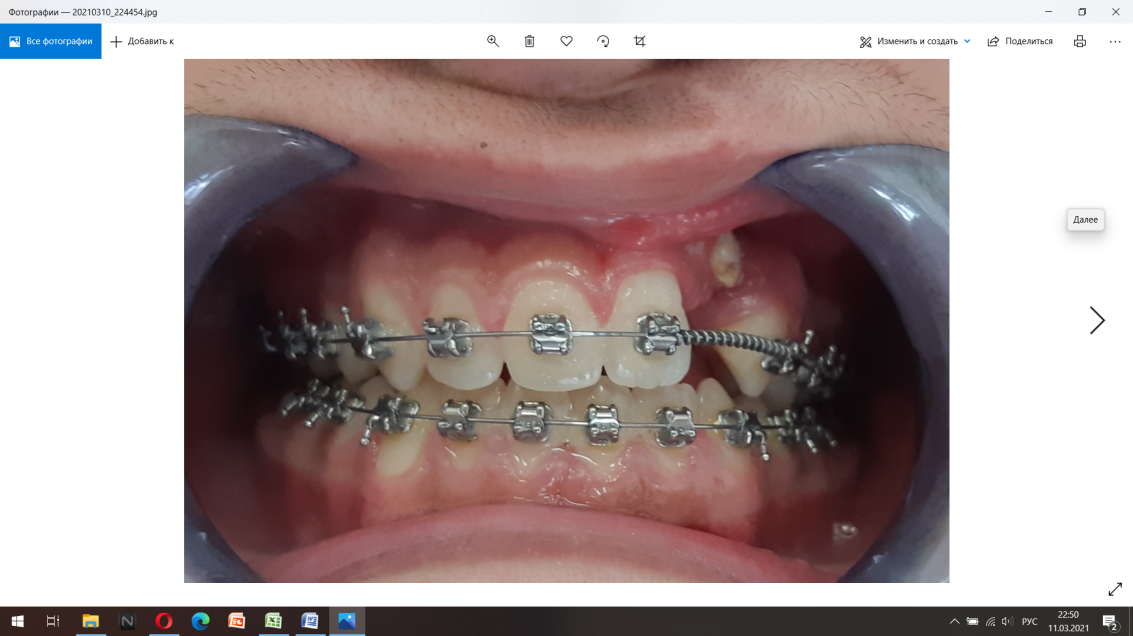 Фотографии — 20210310_224454.jpg
Все фотографии
Добавить к
Изменить и создать
Поделиться
Далее
22:50
РУС
11.03.2021
2